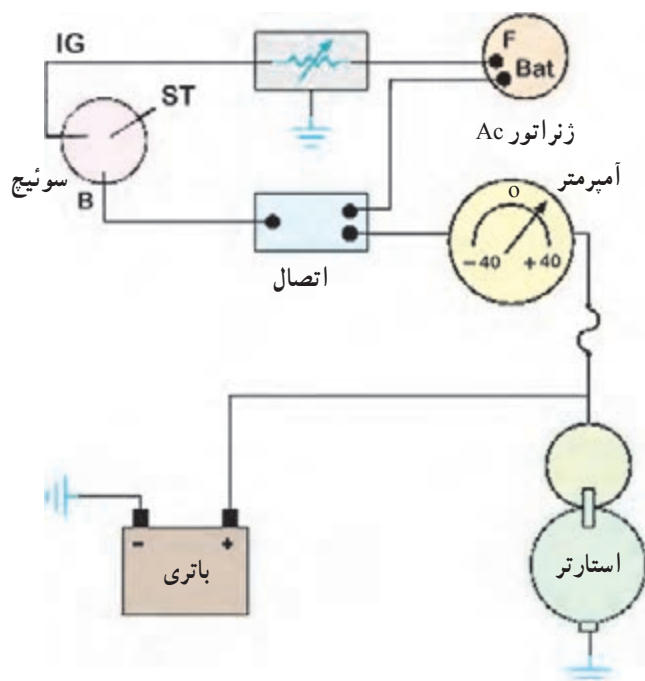 IG
F
Bat
ST
ژنراتور Ac
آمپرمتر
سوئیچ
B
o
-40
+40
اتصال
-
+
باتری
استارتر